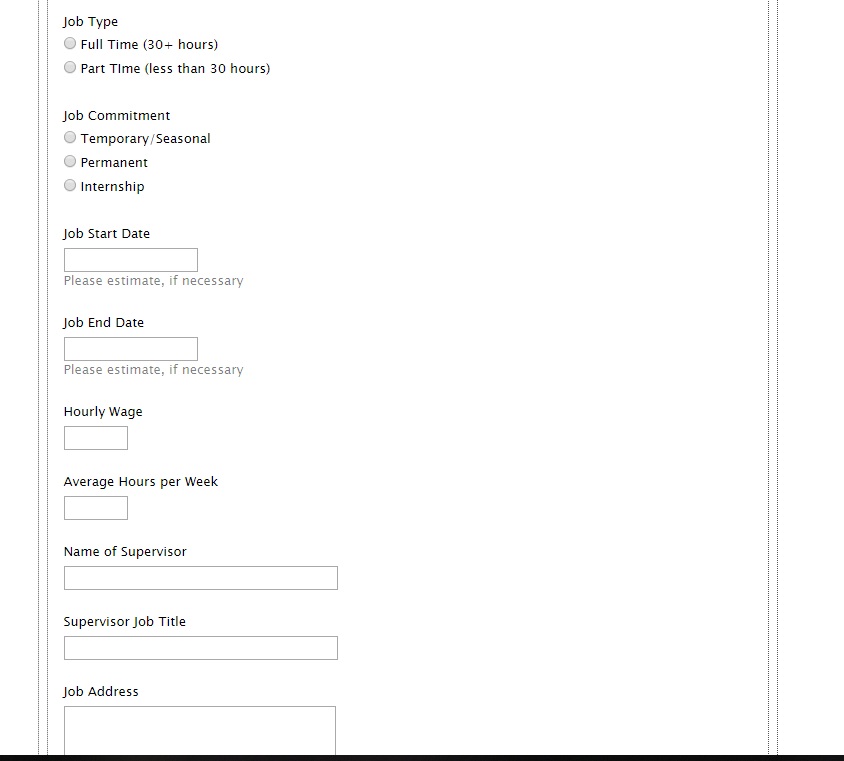 Job Type
Full Time (30+ hours)
Part TIme (less than 30 hours)
Job Commitment
Temporary/Seasonal
Permanent
Internship
Job Start Date
Please estimate, if necessary
Job End Date
Please estimate, if necessary
Hourly Wage
Average Hours per Week
Name of Supervisor
Supervisor Job Title
Job Address